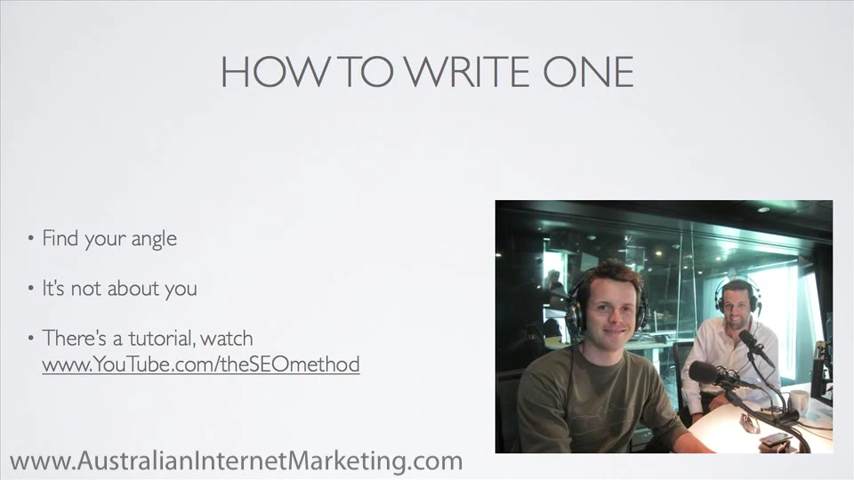 HOW TO WRITE ONE
• Find your angle
• It's not about you
• There's a tutorial, watch
www.YouTube.com/theSEOmethod
www.AustralianInternetMarketing.com